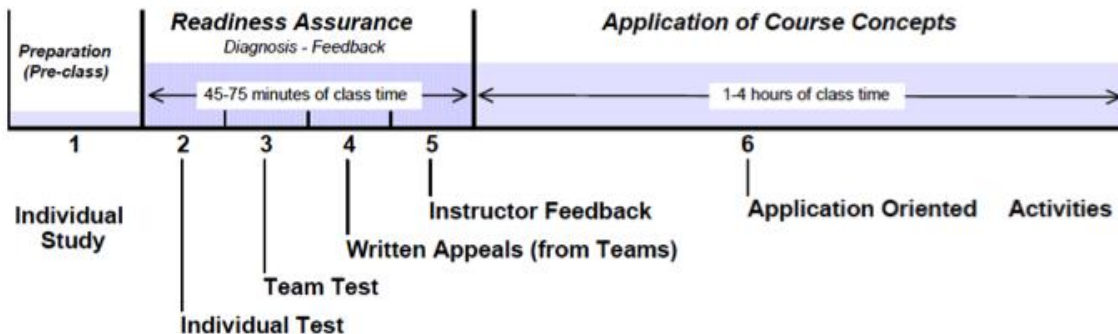 Preparation
(Pre-class)
Readiness Assurance
Diagnosis - Feedback
45-75 minutes of class time
Application of Course Concepts
1-4 hours of class time
1
2
3
4
5
6
Individual
Study
Instructor Feedback
Written Appeals (from Teams)
Team Test
Individual Test
Application Oriented Activities